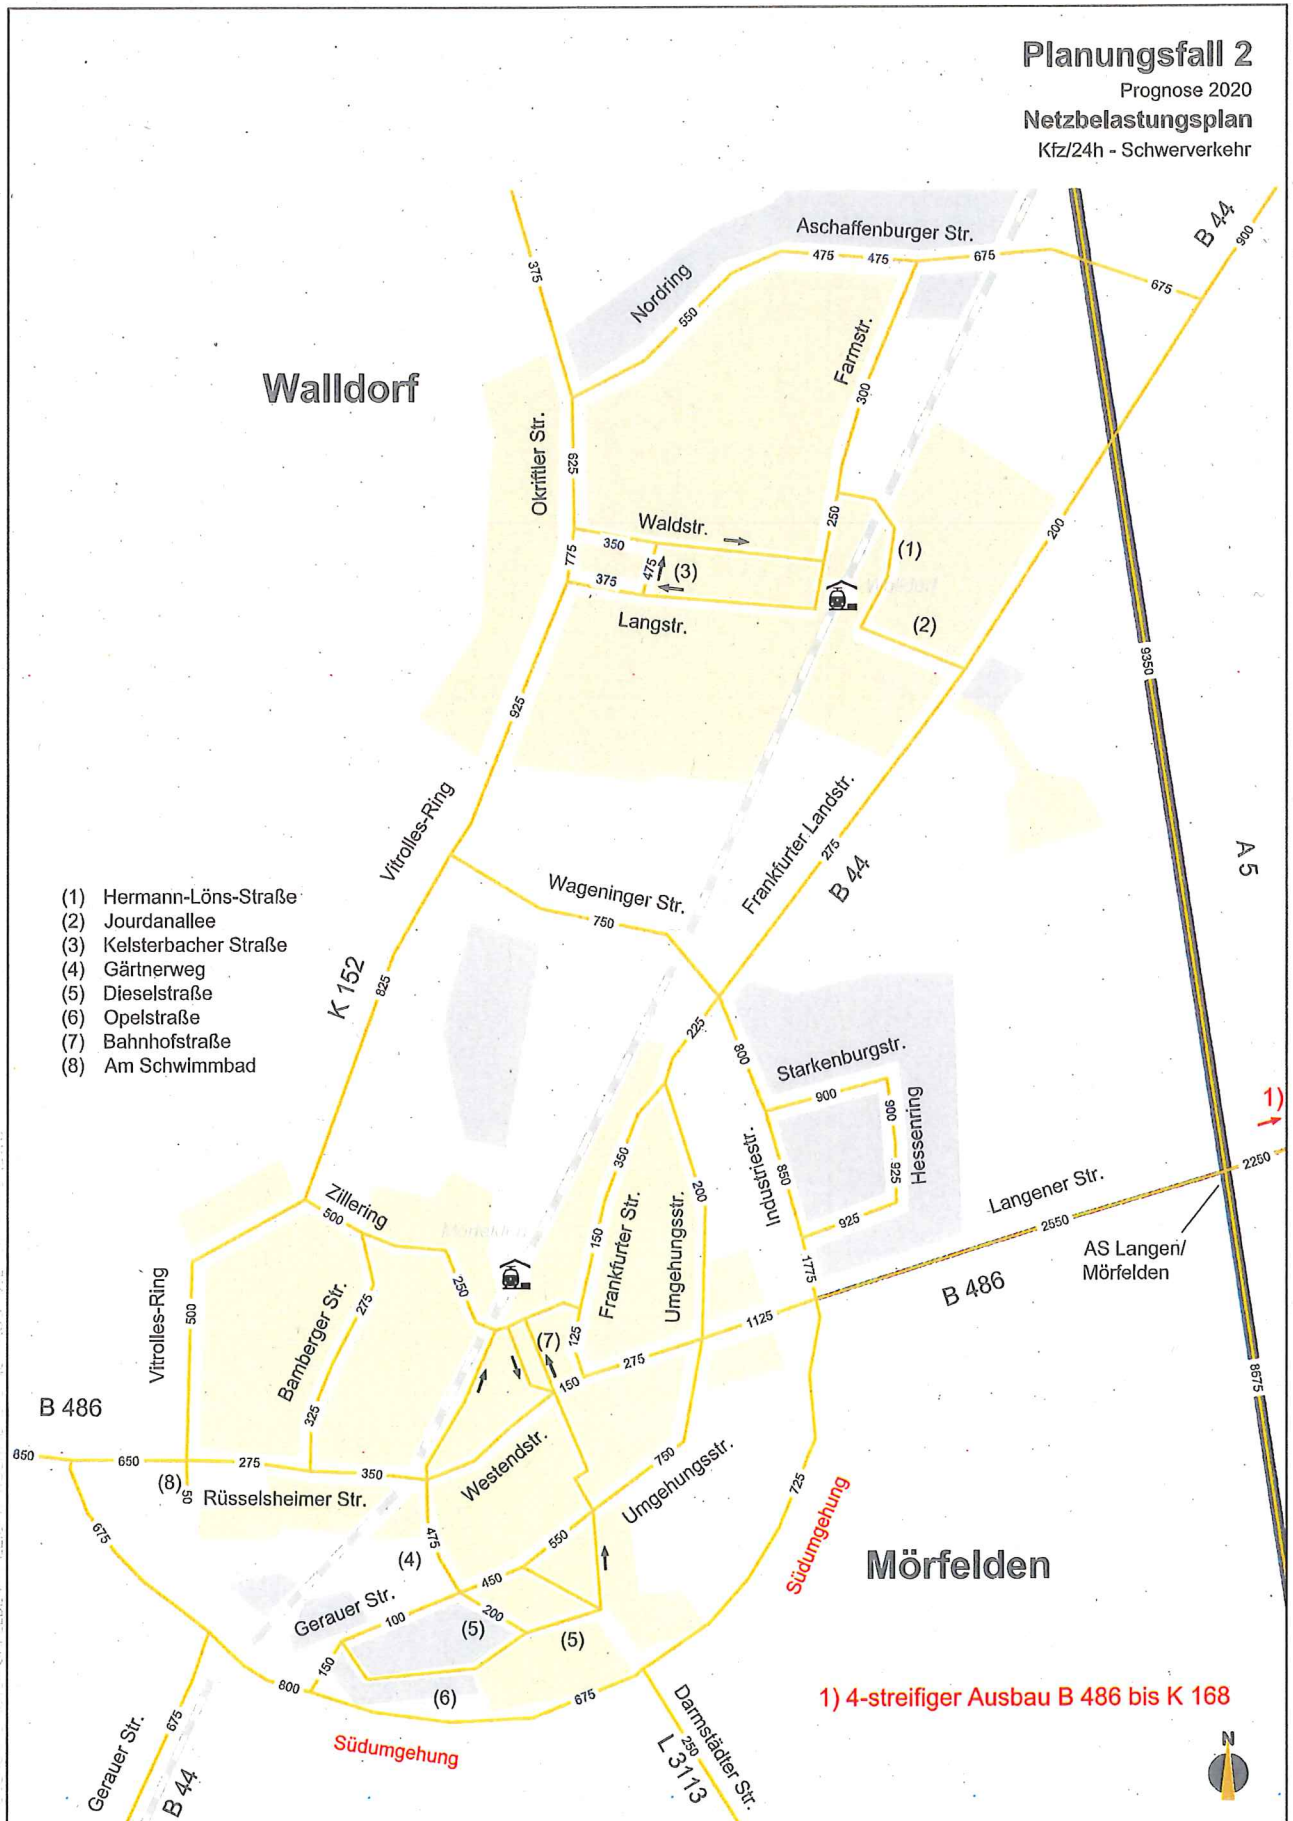 Planungsfall 2
Prognose 2020
Netzbelastungsplan
Kfz/24h - Schwerverkehr
B 44
900
Aschaffenburger Str.
475
475
675
675
375
Nordring
550
Farmstr.
300
Walldorf
Okriftler Str.
625
250
200
Waldstr.
350
775
475
(3)
375
Langstr.
(1)
(2)
9350
925
Vitrolles-Ring
Frankfurter Landstr.
275
B 44
A 5
Wageninger Str.
750
(1) Hermann-Löns-Straße
(2) Jourdanallee
(3) Kelsterbacher Straße
(4) Gärtnerweg
(5) Dieselstraße
(6) Opelstraße
(7) Bahnhofstraße
(8) Am Schwimmbad
K 152
825
225
800
Starkenburgstr.
900
900
Hessenring
925
925
850
Industriestr.
1775
1)
2250
Langener Str.
2550
B 486
AS Langen/
Mörfelden
8675
350
150
Frankfurter Str.
125
200
Umgehungsstr.
1125
275
Mörfelden
Zillering
500
250
Vitrolles-Ring
500
Bamberger Str.
275
325
(7)
150
B 486
850
650
275
350
(8)
50
Rüsselsheimer Str.
Westendstr.
750
Umgehungsstr.
725
Südumgehung
675
475
(4)
550
450
Mörfelden
Gerauer Str.
100
200
(5)
(5)
150
(6)
800
675
Südumgehung
1) 4-streifiger Ausbau B 486 bis K 168
Gerauer Str.
675
B 44
Darmstädter Str.
250
L 3113
N